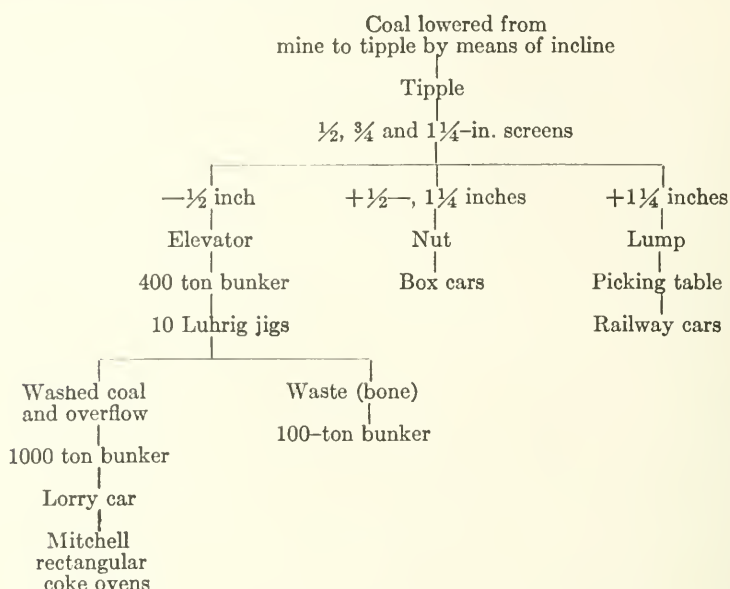 Coal lowered from
mine to tipple by means of incline
Tipple
½, ¾ and 1¼-in. screens
—½ inch
+½—, 1¼ inches
+1¼ inches
Elevator
Nut
Lump
400 ton bunker
Box cars
Picking table
10 Luhrig jigs
Railway cars
Washed coal
and overflow
Waste (bone)
100-ton bunker
1000 ton bunker
Lorry car
Mitchell
rectangular
coke ovens